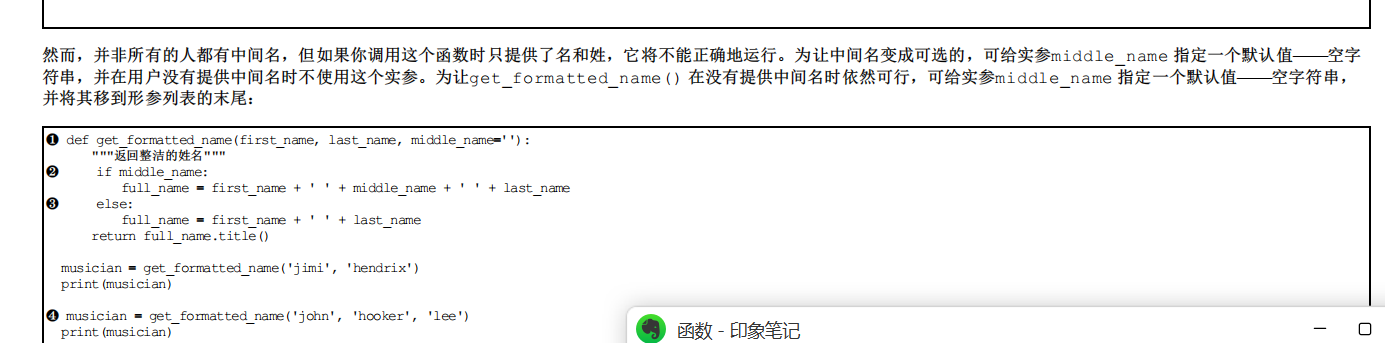 然而，并非所有的人都有中间名，但如果你调用这个函数时只提供了名和姓，它将不能正确地运行。为让中间名变成可选的，可给实参middle_name 指定一个默认值——空字
符串，并在用户没有提供中间名时不使用这个实参。为让get_formatted_name() 在没有提供中间名时依然可行，可给实参middle_name 指定一个默认值——空字符串，
并将其移到形参列表的末尾：
❶ def get_formatted_name(first_name, last_name, middle_name=''):
"""返回整洁的姓名"""
❷ if middle_name:
full_name = first_name + ' ' + middle_name + ' ' + last_name
❸ else:
full_name = first_name + ' ' + last_name
return full_name.title()
musician = get_formatted_name('jimi', 'hendrix')
print(musician)
❹ musician = get_formatted_name('john', 'hooker', 'lee')
print(musician)
函数 - 印象笔记